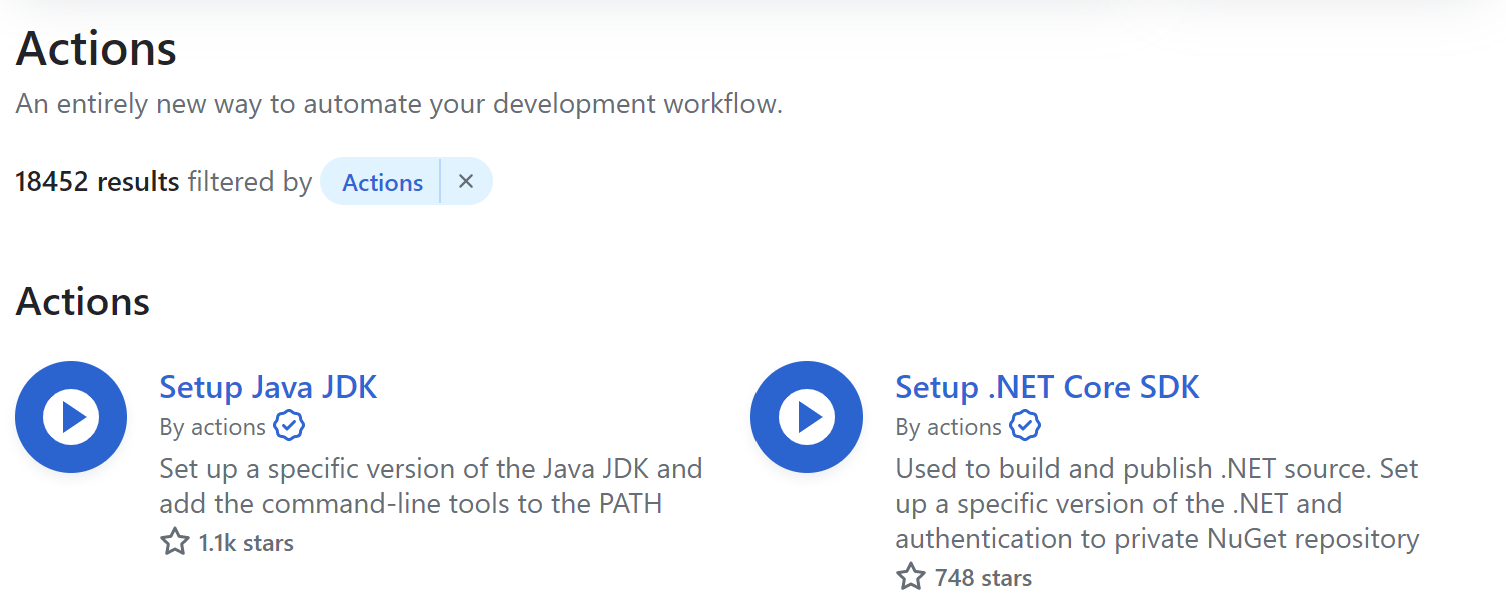 Actions
An entirely new way to automate your development workflow.
18452 results filtered by Actions ×
Actions
Setup Java JDK
By actions
Set up a specific version of the Java JDK and
add the command-line tools to the PATH
1.1k stars
Setup .NET Core SDK
By actions
Used to build and publish .NET source. Set
up a specific version of the .NET and
authentication to private NuGet repository
748 stars